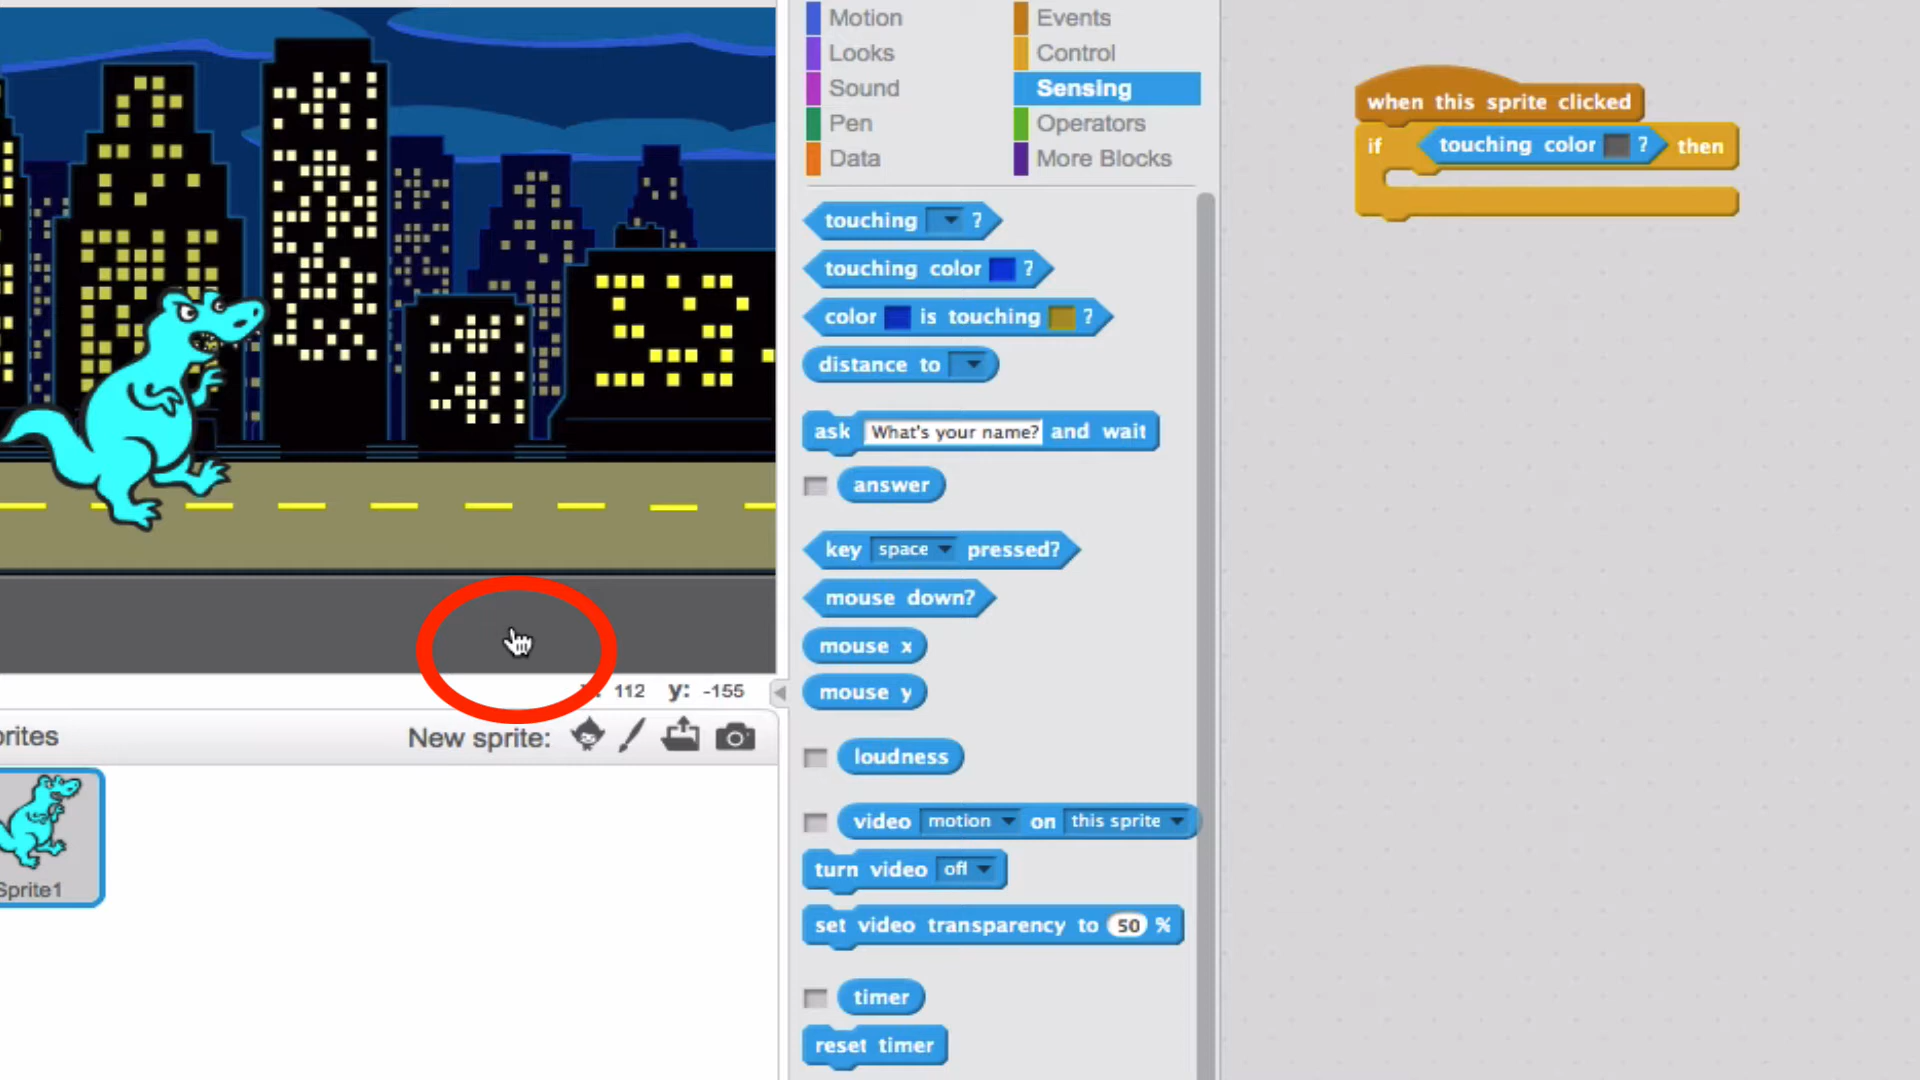 Motion
Events
Looks
Control
Sound
Sensing
Pen
Operators
Data
More Blocks
touching ?
touching color ?
color is touching ?
distance to
ask What's your name? and wait
answer
key space pressed?
mouse down?
mouse x
mouse y
loudness
video motion on this sprite
turn video off
set video transparency to 50 %
timer
reset timer
when this sprite clicked
if touching color ? then
112 y: -155
New sprite:
Sprite1